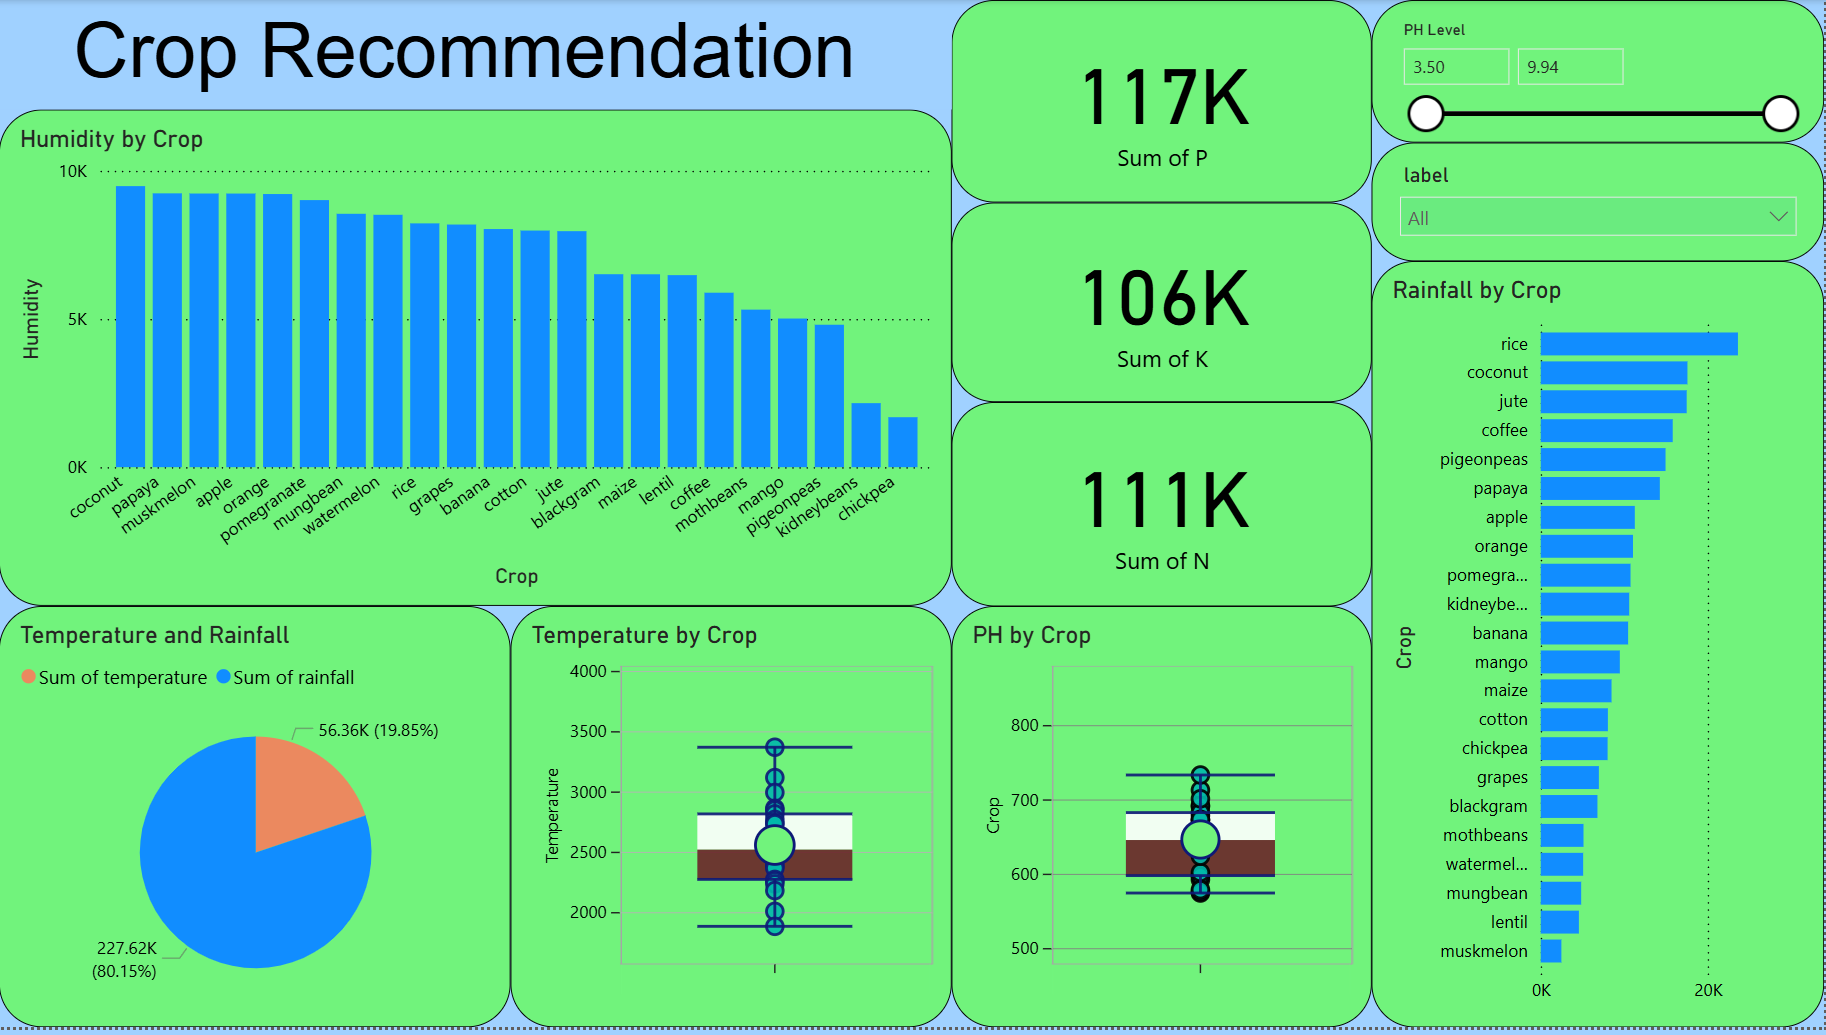 Crop Recommendation
Humidity by Crop
10K
5K
0K
Humidity
coconut
papaya
muskmelon
apple
orange
pomegranate
mungbean
watermelon
rice
grapes
banana
cotton
jute
blackgram
maize
lentil
coffee
mothbeans
mango
pigeonpeas
kidneybeans
chickpea
Crop
117K
Sum of P
106K
Sum of K
111K
Sum of N
PH Level
3.50 9.94
label
All
Rainfall by Crop
Crop
rice
coconut
jute
coffee
pigeonpeas
papaya
apple
orange
pomegra...
kidneybe...
banana
mango
maize
cotton
chickpea
grapes
blackgram
mothbeans
watermel...
mungbean
lentil
muskmelon
0K 20K
Temperature and Rainfall
Sum of temperature Sum of rainfall
56.36K (19.85%)
227.62K
(80.15%)
Temperature by Crop
Temperature
4000
3500
3000
2500
2000
PH by Crop
Crop
800
700
600
500